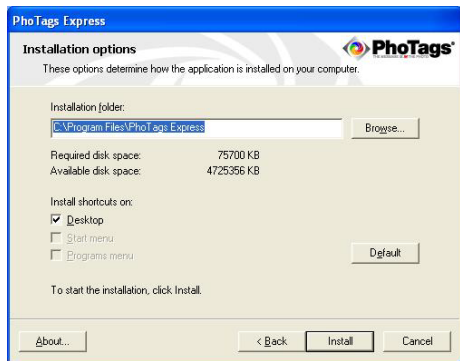 PhoTags Express
Installation options
These options determine how the application is installed on your computer.
PhoTags®
Installation folder:
C:\Program Files\PhoTags Express
Browse...
Required disk space: 75700 KB
Available disk space: 4725356 KB
Install shortcuts on:
Desktop
Start menu
Programs menu
Default
To start the installation, click Install.
About...
< Back
Install
Cancel